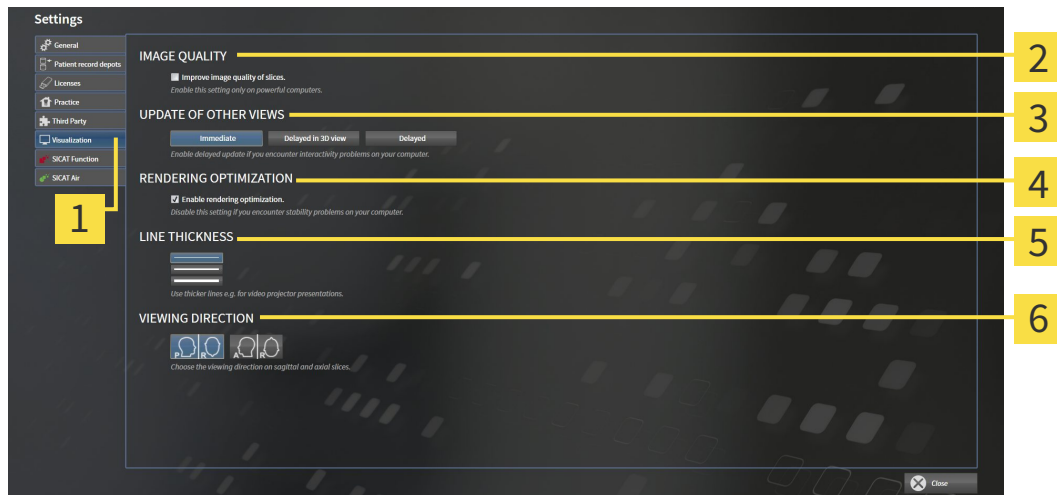 Settings
General
Patient record depots
Licenses
Practice
Third Party
Visualization
SICAT Function
SICAT Air
1
IMAGE QUALITY
2
Improve image quality of slices.
Enable this setting only on powerful computers.
UPDATE OF OTHER VIEWS
3
Immediate Delayed in 3D view Delayed
Enable delayed update if you encounter interactivity problems on your computer.
RENDERING OPTIMIZATION
4
Enable rendering optimization.
Disable this setting if you encounter stability problems on your computer.
LINE THICKNESS
5
Use thicker lines e.g. for video projector presentations.
VIEWING DIRECTION
6
P R A R
Choose the viewing direction on sagittal and axial slices.
Close